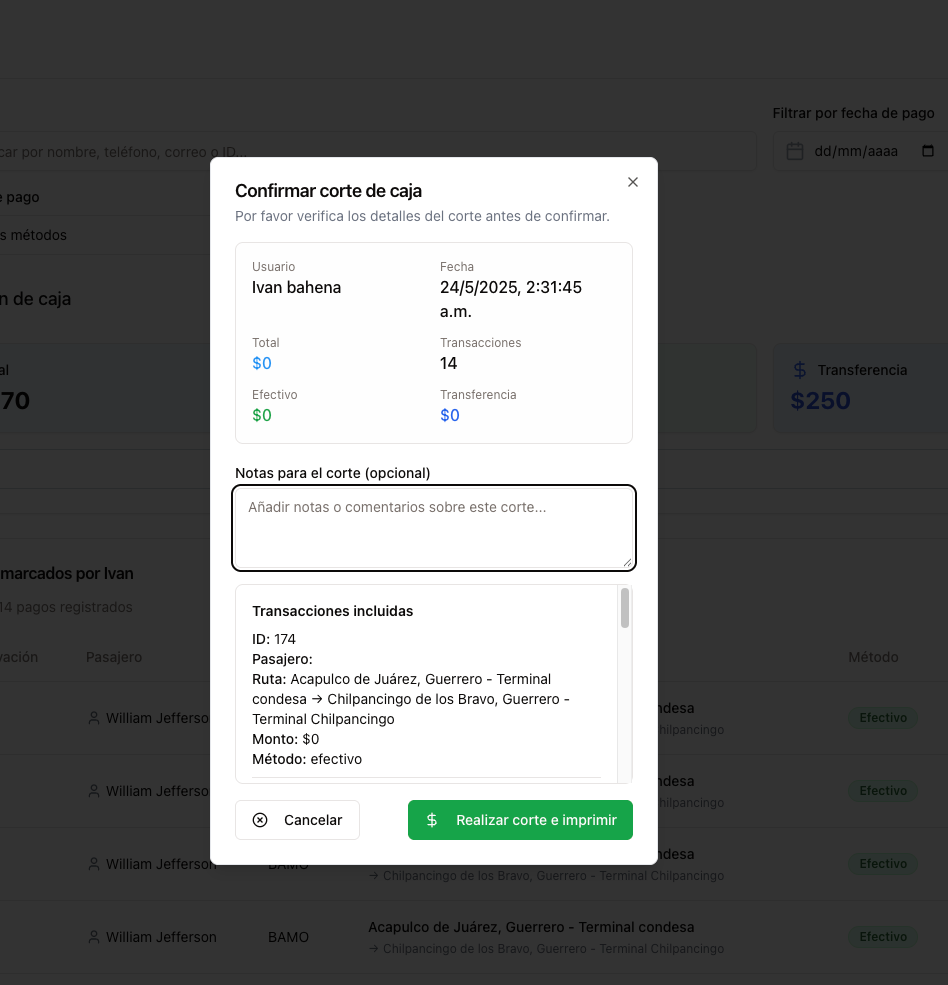 Filtrar por fecha de pago
car por nombre, teléfono, correo o ID...
dd/mm/aaaa
e pago
s métodos
n de caja
al
70
Transferencia
$250
Confirmar corte de caja
Por favor verifica los detalles del corte antes de confirmar.
Usuario
Fecha
Ivan bahena
24/5/2025, 2:31:45
a.m.
Total
Transacciones
$0
14
Efectivo
Transferencia
$0
$0
Notas para el corte (opcional)
Añadir notas o comentarios sobre este corte...
Transacciones incluidas
ID: 174
Pasajero:
Ruta: Acapulco de Juárez, Guerrero - Terminal
condesa → Chilpancingo de los Bravo, Guerrero -
Terminal Chilpancingo
Monto: $0
Método: efectivo
Cancelar
Realizar corte e imprimir
marcados por Ivan
14 pagos registrados
vación
Pasajero
Método
William Jefferso
ndesa
hilpancingo
Efectivo
William Jefferso
ndesa
hilpancingo
Efectivo
William Jefferson
BAMO
ndesa
→ Chilpancingo de los Bravo, Guerrero - Terminal Chilpancingo
Efectivo
William Jefferson
BAMO
Acapulco de Juárez, Guerrero - Terminal condesa
→ Chilpancingo de los Bravo, Guerrero - Terminal Chilpancingo
Efectivo